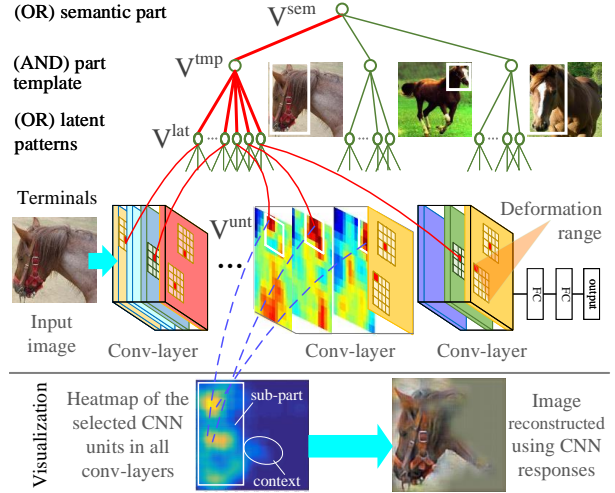 (OR) semantic part
V^sem
(AND) part
template
V^tmp
(OR) latent
patterns
V^lat
...
...
...
Terminals
V^unt
Deformation
range
...
FC
FC
output
Input
image
Conv-layer
Conv-layer
Conv-layer
Visualization
Heatmap of the
selected CNN
units in all
conv-layers
sub-part
context
Image
reconstructed
using CNN
responses